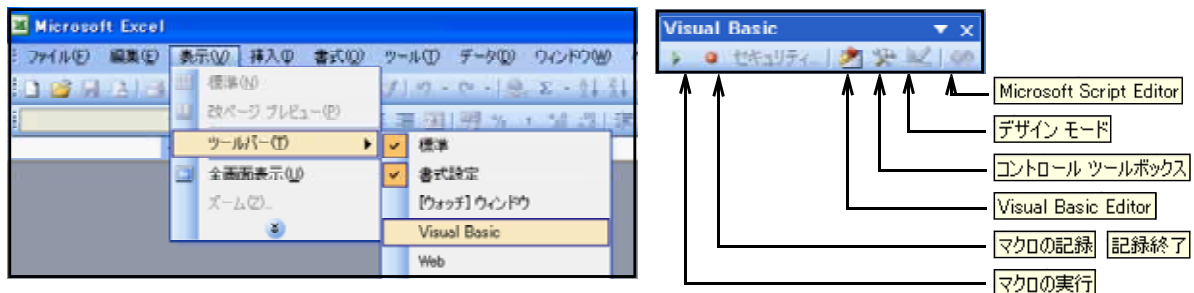 Microsoft Excel
ファイル(F) 編集(E) 表示(V) 挿入(I) 書式(O) ツール(T) データ(D) ウィンドウ(W)
標準(N)
改ページ プレビュー(P)
ツールバー(T)
全画面表示(U)
ズーム(Z)...
標準
書式設定
[ウォッチ] ウィンドウ
Visual Basic
Web
Visual Basic
セキュリティ...
Microsoft Script Editor
デザイン モード
コントロール ツールボックス
Visual Basic Editor
マクロの記録 記録終了
マクロの実行